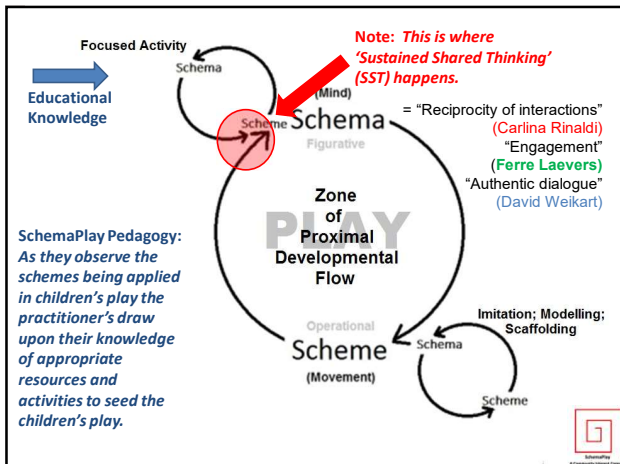 Focused Activity
Schema
Educational
Knowledge
Note: This is where
‘Sustained Shared Thinking’
(SST) happens.
(Mind)
Scheme
Schema
Figurative
= “Reciprocity of interactions”
(Carlina Rinaldi)
“Engagement”
(Ferre Laevers)
“Authentic dialogue”
(David Weikart)
PLAY
Zone
of
Proximal
Developmental
Flow
SchemaPlay Pedagogy:
As they observe the
schemes being applied
in children’s play the
practitioner’s draw
upon their knowledge
of appropriate
resources and
activities to seed the
children’s play.
Operational
Scheme
(Movement)
Imitation; Modelling;
Scaffolding
Schema
Scheme
SchemaPlay